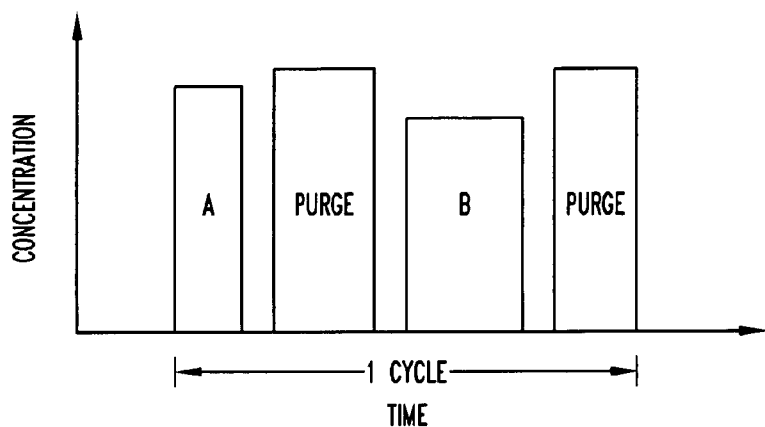 CONCENTRATION
A
PURGE
B
PURGE
1 CYCLE
TIME